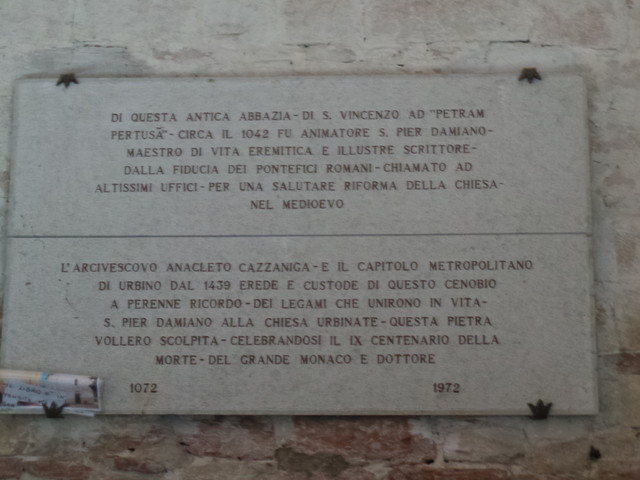 DI QUESTA ANTICA ABBAZIA-DI S. VINCENZO AD "PETRAM
PERTUSĀ"-CIRCA IL 1042 FU ANIMATORE S. PIER DAMIANO-
MAESTRO DI VITA EREMITICA E ILLUSTRE SCRITTORE-
DALLA FIDUCIA DEI PONTEFICI ROMANI-CHIAMATO AD
ALTISSIMI UFFICI-PER UNA SALUTARE RIFORMA DELLA CHIESA-
NEL MEDIOEVO
L'ARCIVESCOVO ANACLETO CAZZANIGA-E IL CAPITOLO METROPOLITANO
DI URBINO DAL 1439 EREDE E CUSTODE DI QUESTO CENOBIO
A PERENNE RICORDO-DEI LEGAMI CHE UNIRONO IN VITA-
S. PIER DAMIANO ALLA CHIESA URBINATE-QUESTA PIETRA
VOLLERO SCOLPITA-CELEBRANDOSI IL IX CENTENARIO DELLA
MORTE-DEL GRANDE MONACO E DOTTORE
1072 1972